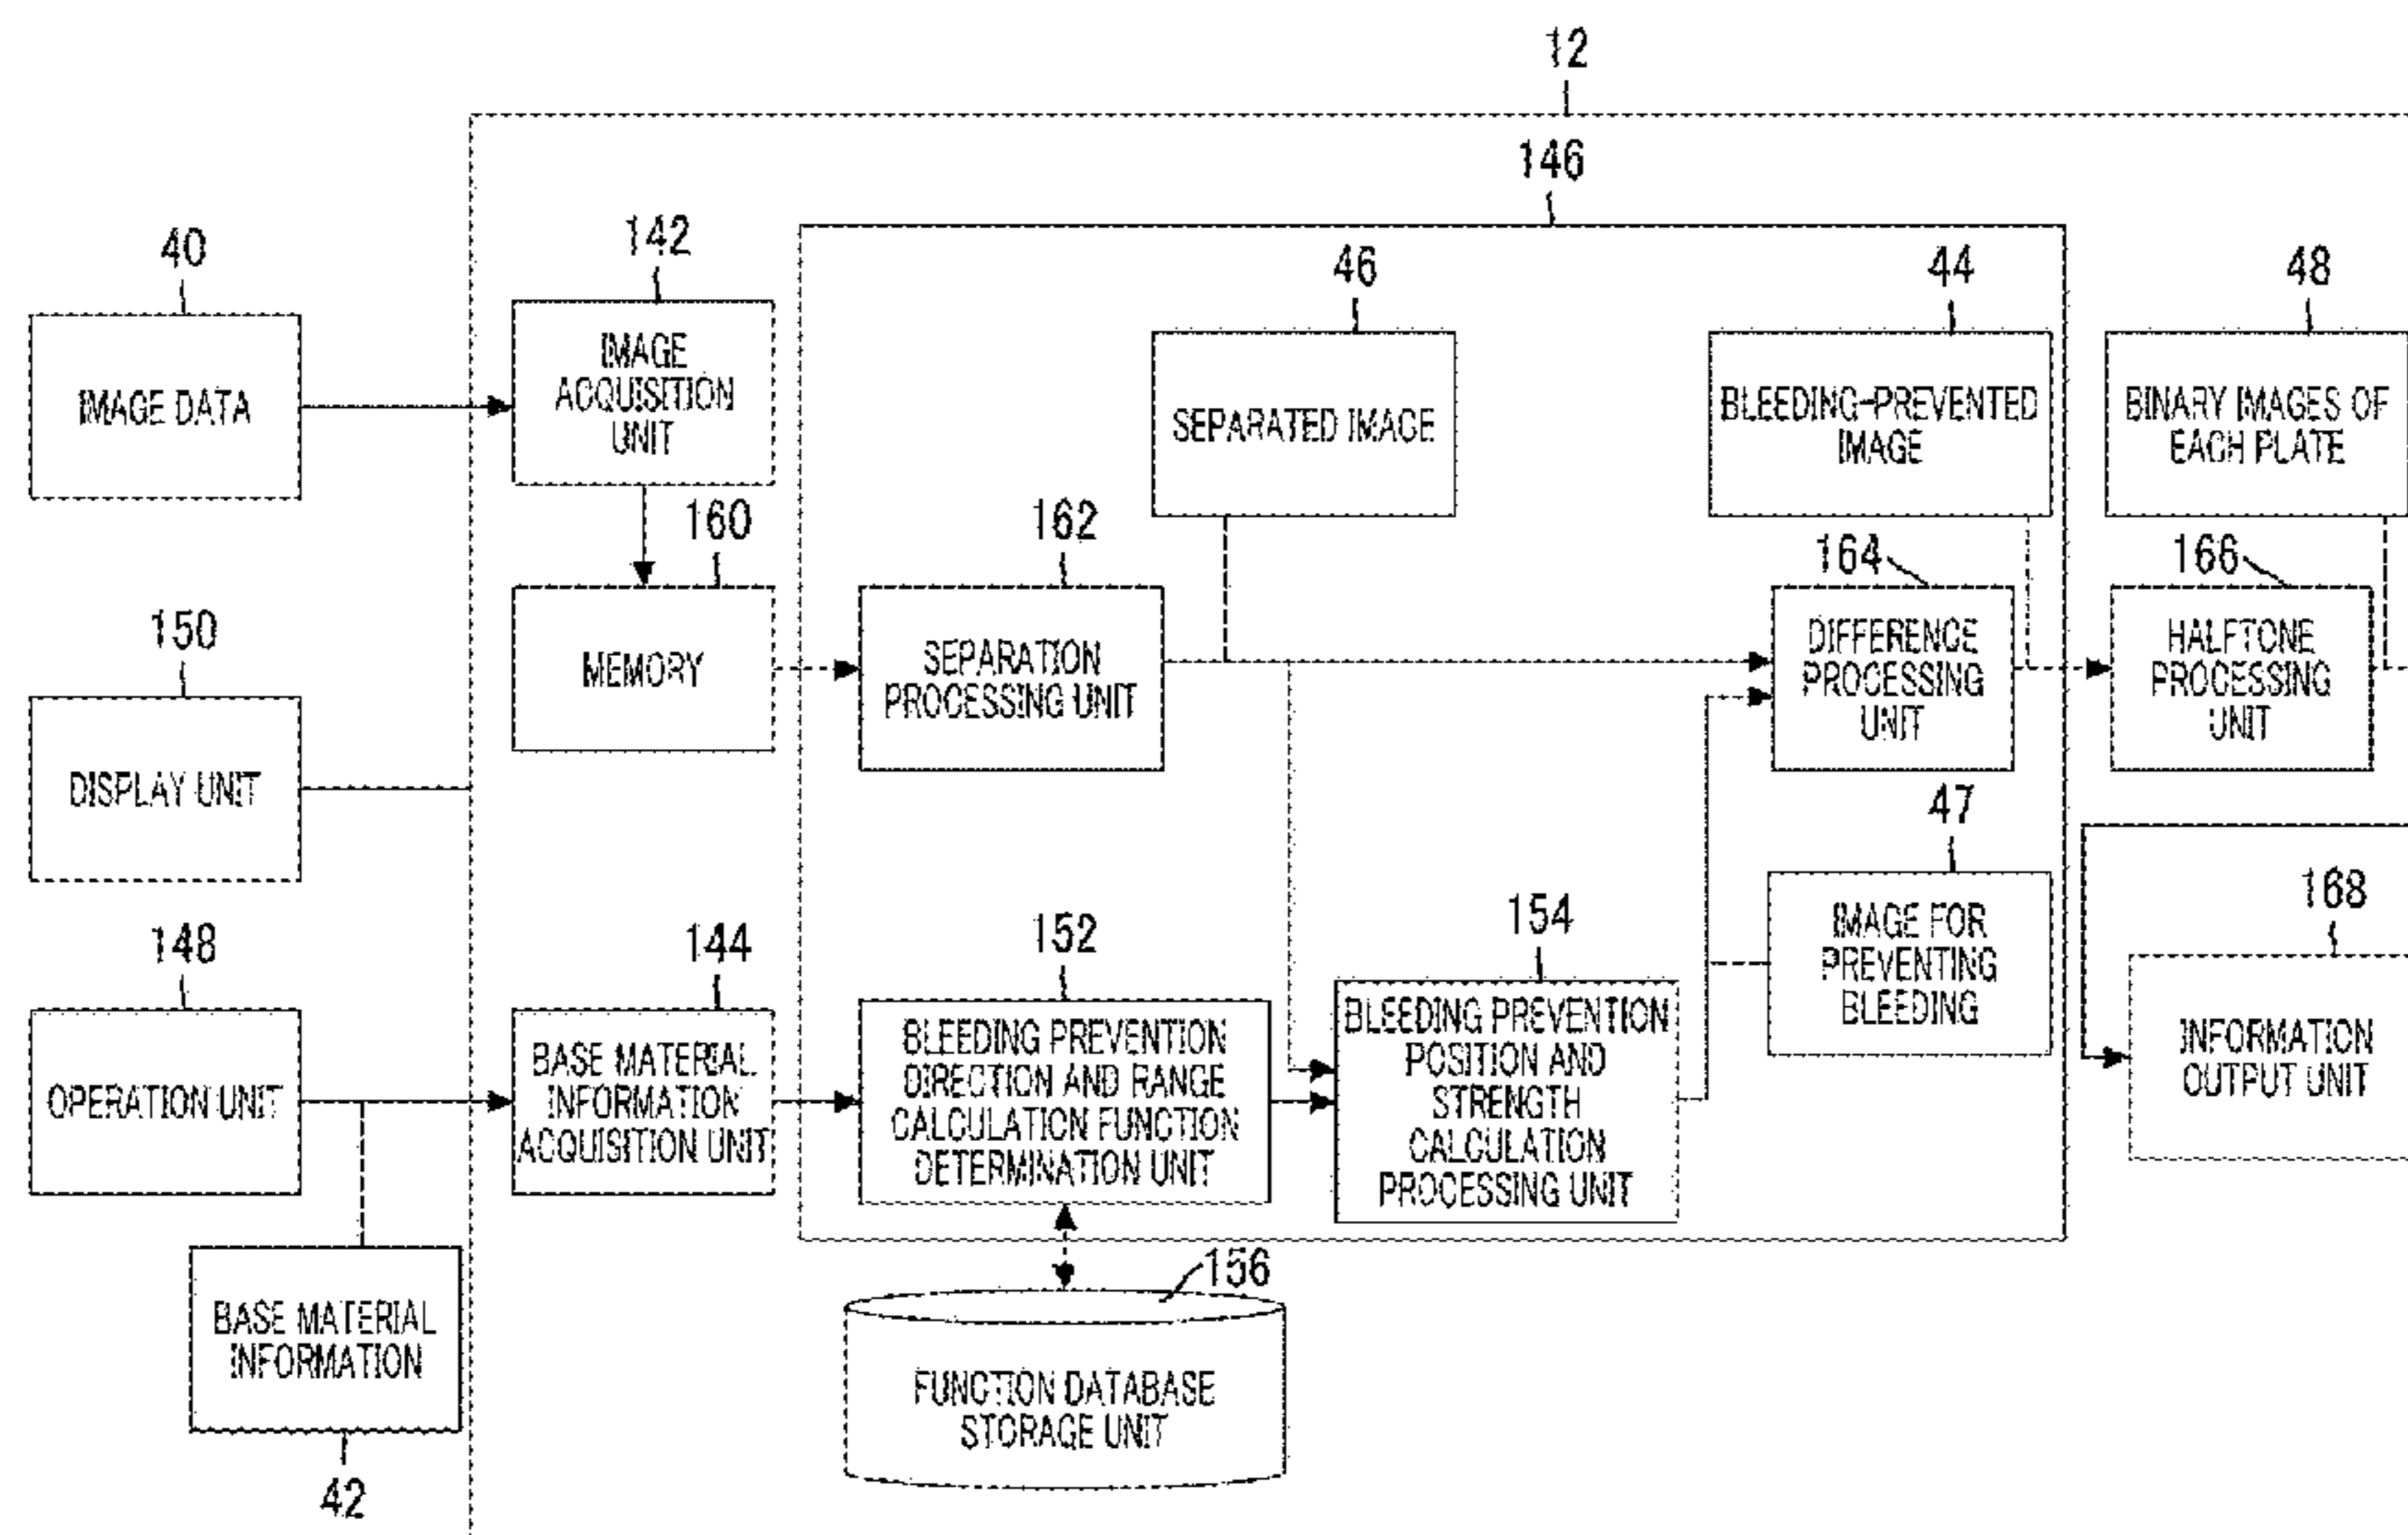 12
146
40
142
46
44
48
IMAGE DATA
IMAGE
ACQUISITION
UNIT
SEPARATED IMAGE
BLEEDING-PREVENTED
IMAGE
BINARY IMAGES OF
EACH PLATE
160
162
164
166
150
MEMORY
SEPARATION
PROCESSING UNIT
DIFFERENCE
PROCESSING
UNIT
HALFTONE
PROCESSING
UNIT
DISPLAY UNIT
47
148
144
152
154
168
IMAGE FOR
PREVENTING
BLEEDING
OPERATION UNIT
BASE MATERIAL
INFORMATION
ACQUISITION UNIT
BLEEDING PREVENTION
DIRECTION AND RANGE
CALCULATION FUNCTION
DETERMINATION UNIT
BLEEDING PREVENTION
POSITION AND
STRENGTH
CALCULATION
PROCESSING UNIT
INFORMATION
OUTPUT UNIT
156
BASE MATERIAL
INFORMATION
42
FUNCTION DATABASE
STORAGE UNIT